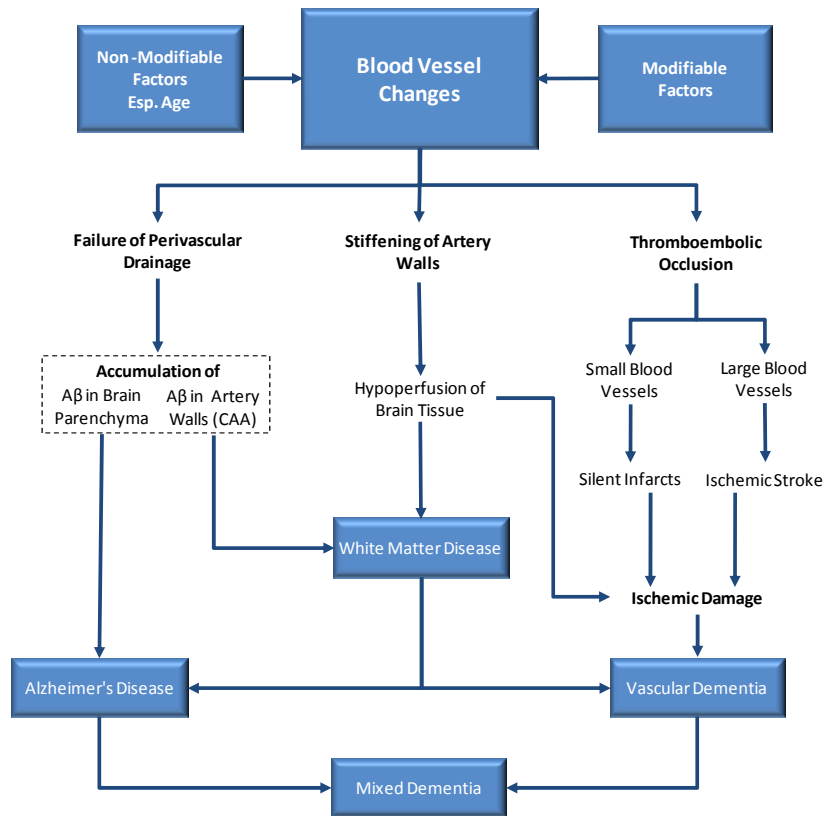 Non -Modifiable
Factors
Esp. Age
Blood Vessel
Changes
Modifiable
Factors
Failure of Perivascular
Drainage
Stiffening of Artery
Walls
Thromboembolic
Occlusion
Accumulation of
Aβ in Brain
Parenchyma
Aβ in Artery
Walls (CAA)
Hypoperfusion of
Brain Tissue
Small Blood
Vessels
Large Blood
Vessels
Silent Infarcts
Ischemic Stroke
White Matter Disease
Ischemic Damage
Alzheimer's Disease
Vascular Dementia
Mixed Dementia